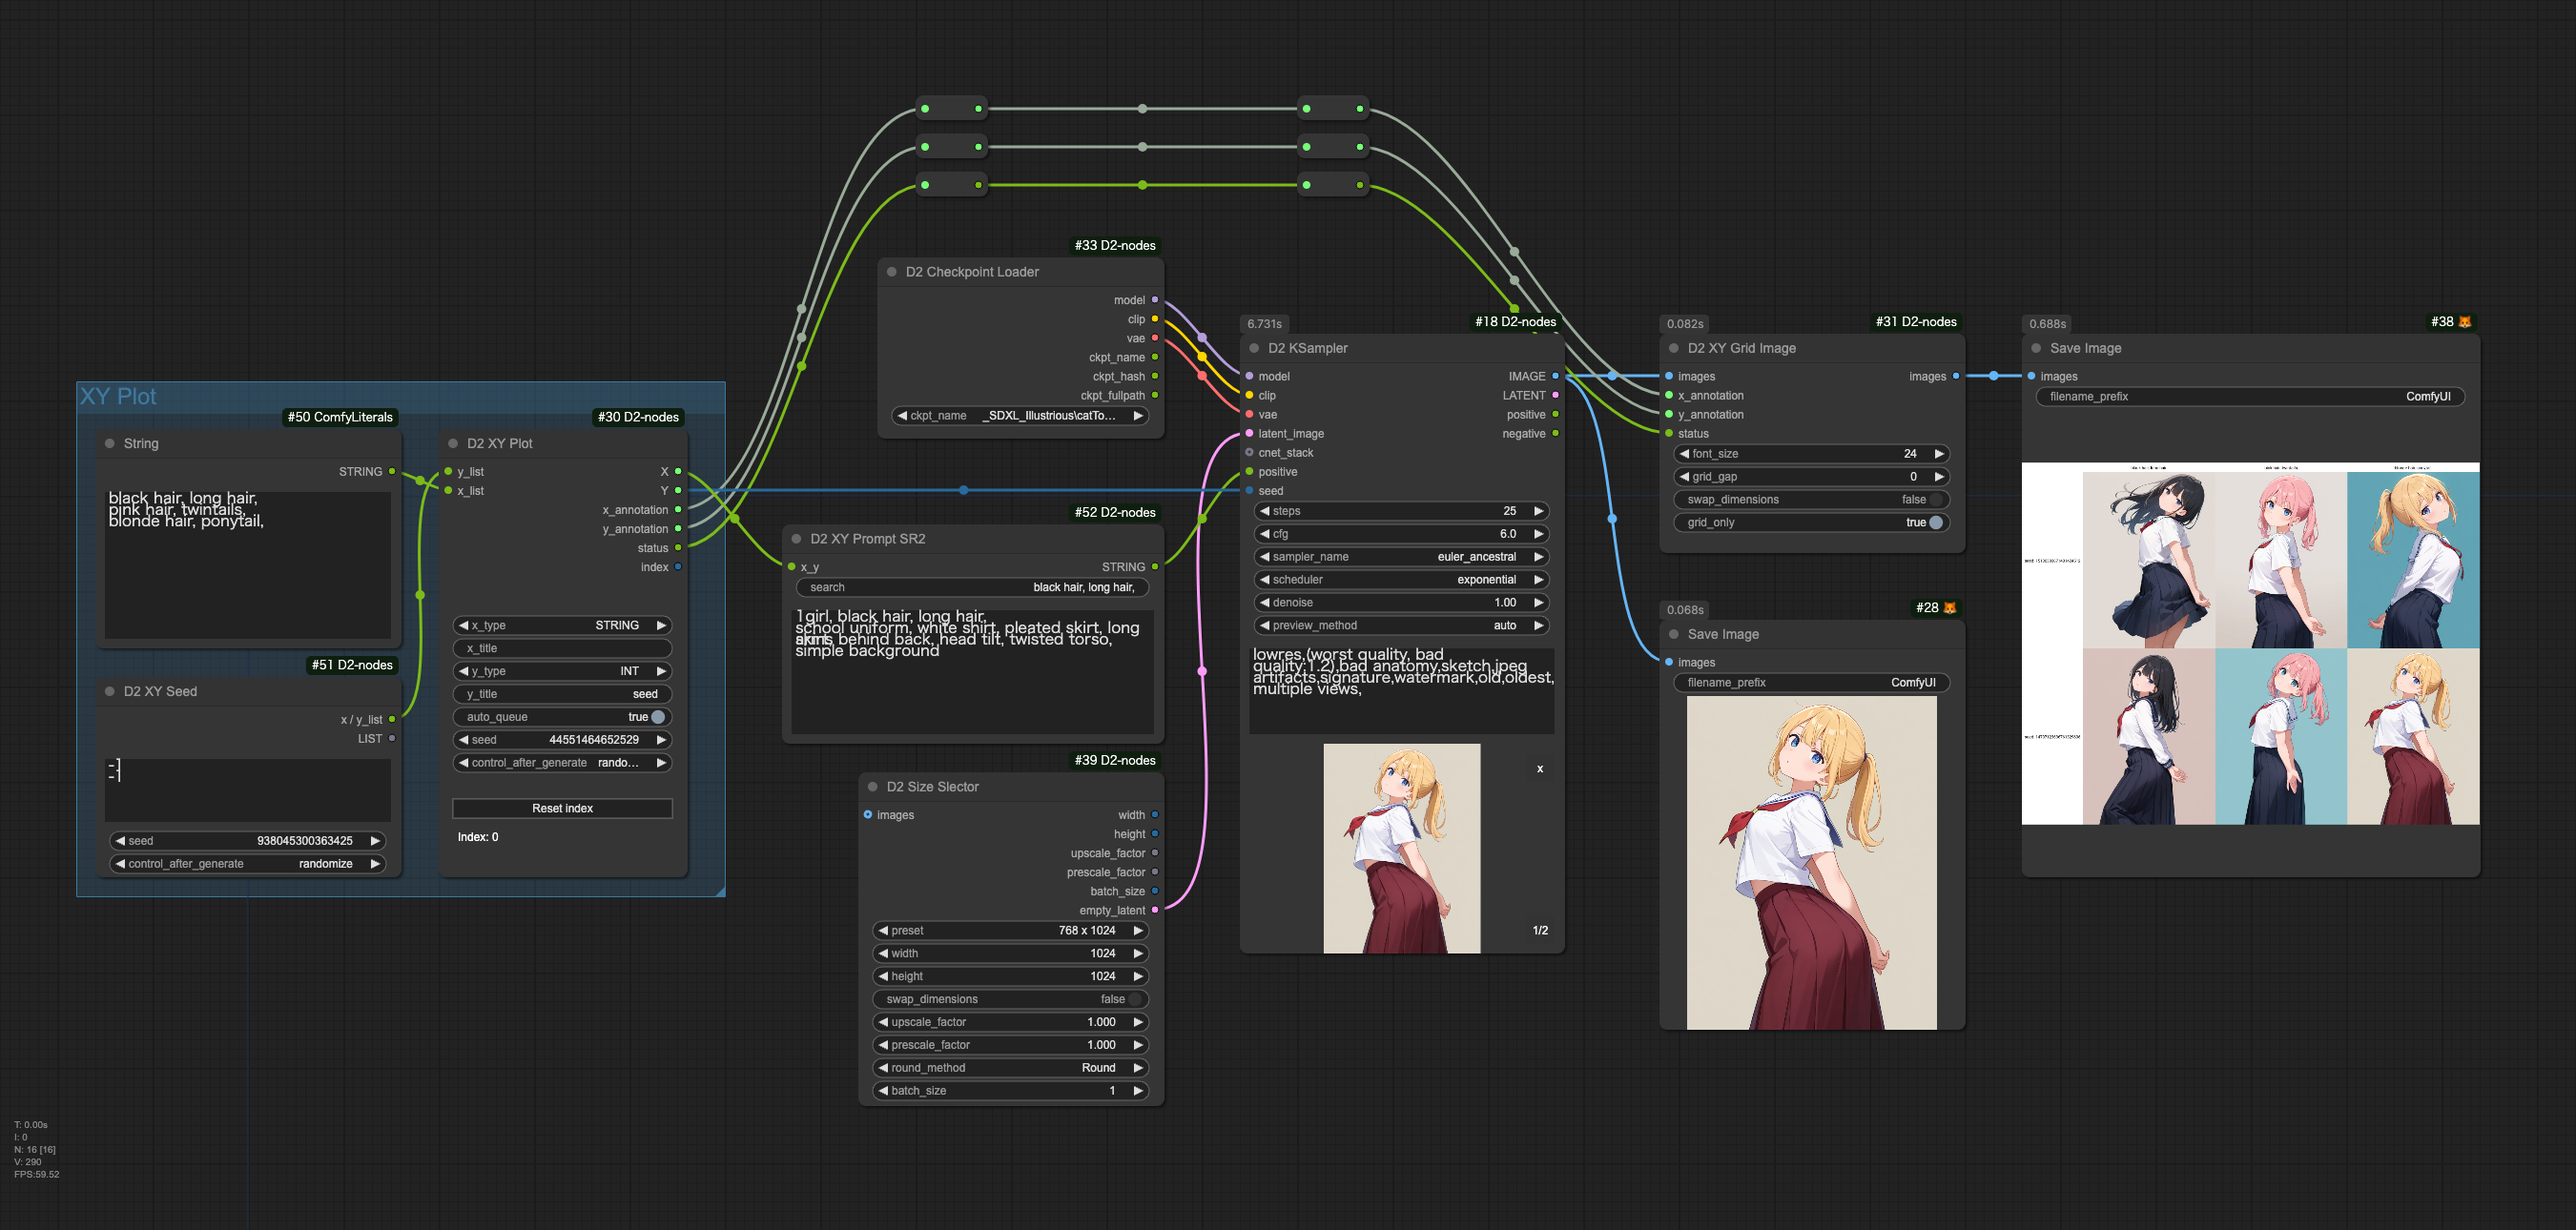 XY Plot
#50 ComfyLiterals
String
STRING
black hair, long hair,
pink hair, twintails,
blonde hair, ponytail,
#51 D2-nodes
D2 XY Seed
x / y_list
LIST
-1
-1
seed 938045300363425
control_after_generate randomize
#30 D2-nodes
D2 XY Plot
y_list X
x_list Y
x_annotation
y_annotation
status
index
x_type STRING
x_title
y_type INT
y_title seed
auto_queue true
seed 44551464652529
control_after_generate rando...
Reset index
Index: 0
#33 D2-nodes
D2 Checkpoint Loader
model
clip
vae
ckpt_name
ckpt_hash
ckpt_fullpath
ckpt_name _SDXL_Illustrious\catTo...
#52 D2-nodes
D2 XY Prompt SR2
x_y STRING
search black hair, long hair,
1girl, black hair, long hair,
school uniform, white shirt, pleated skirt, long
arms behind back, head tilt, twisted torso,
simple background
#39 D2-nodes
D2 Size Slector
images width
height
upscale_factor
prescale_factor
batch_size
empty_latent
preset 768 x 1024
width 1024
height 1024
swap_dimensions false
upscale_factor 1.000
prescale_factor 1.000
round_method Round
batch_size 1
6.731s
#18 D2-nodes
D2 KSampler
model IMAGE
clip LATENT
vae positive
latent_image negative
cnet_stack
positive
seed
steps 25
cfg 6.0
sampler_name euler_ancestral
scheduler exponential
denoise 1.00
preview_method auto
lowres,(worst quality, bad
quality:1.2),bad anatomy,sketch,jpeg
artifacts,signature,watermark,old,oldest,
multiple views,
x
1/2
0.082s
#31 D2-nodes
D2 XY Grid Image
images images
x_annotation
y_annotation
status
font_size 24
grid_gap 0
swap_dimensions false
grid_only true
0.068s
#28
Save Image
images
filename_prefix ComfyUI
0.688s
#38
Save Image
images
filename_prefix ComfyUI
T: 0.00s
I: 0
N: 16 [16]
V: 290
FPS:59.52